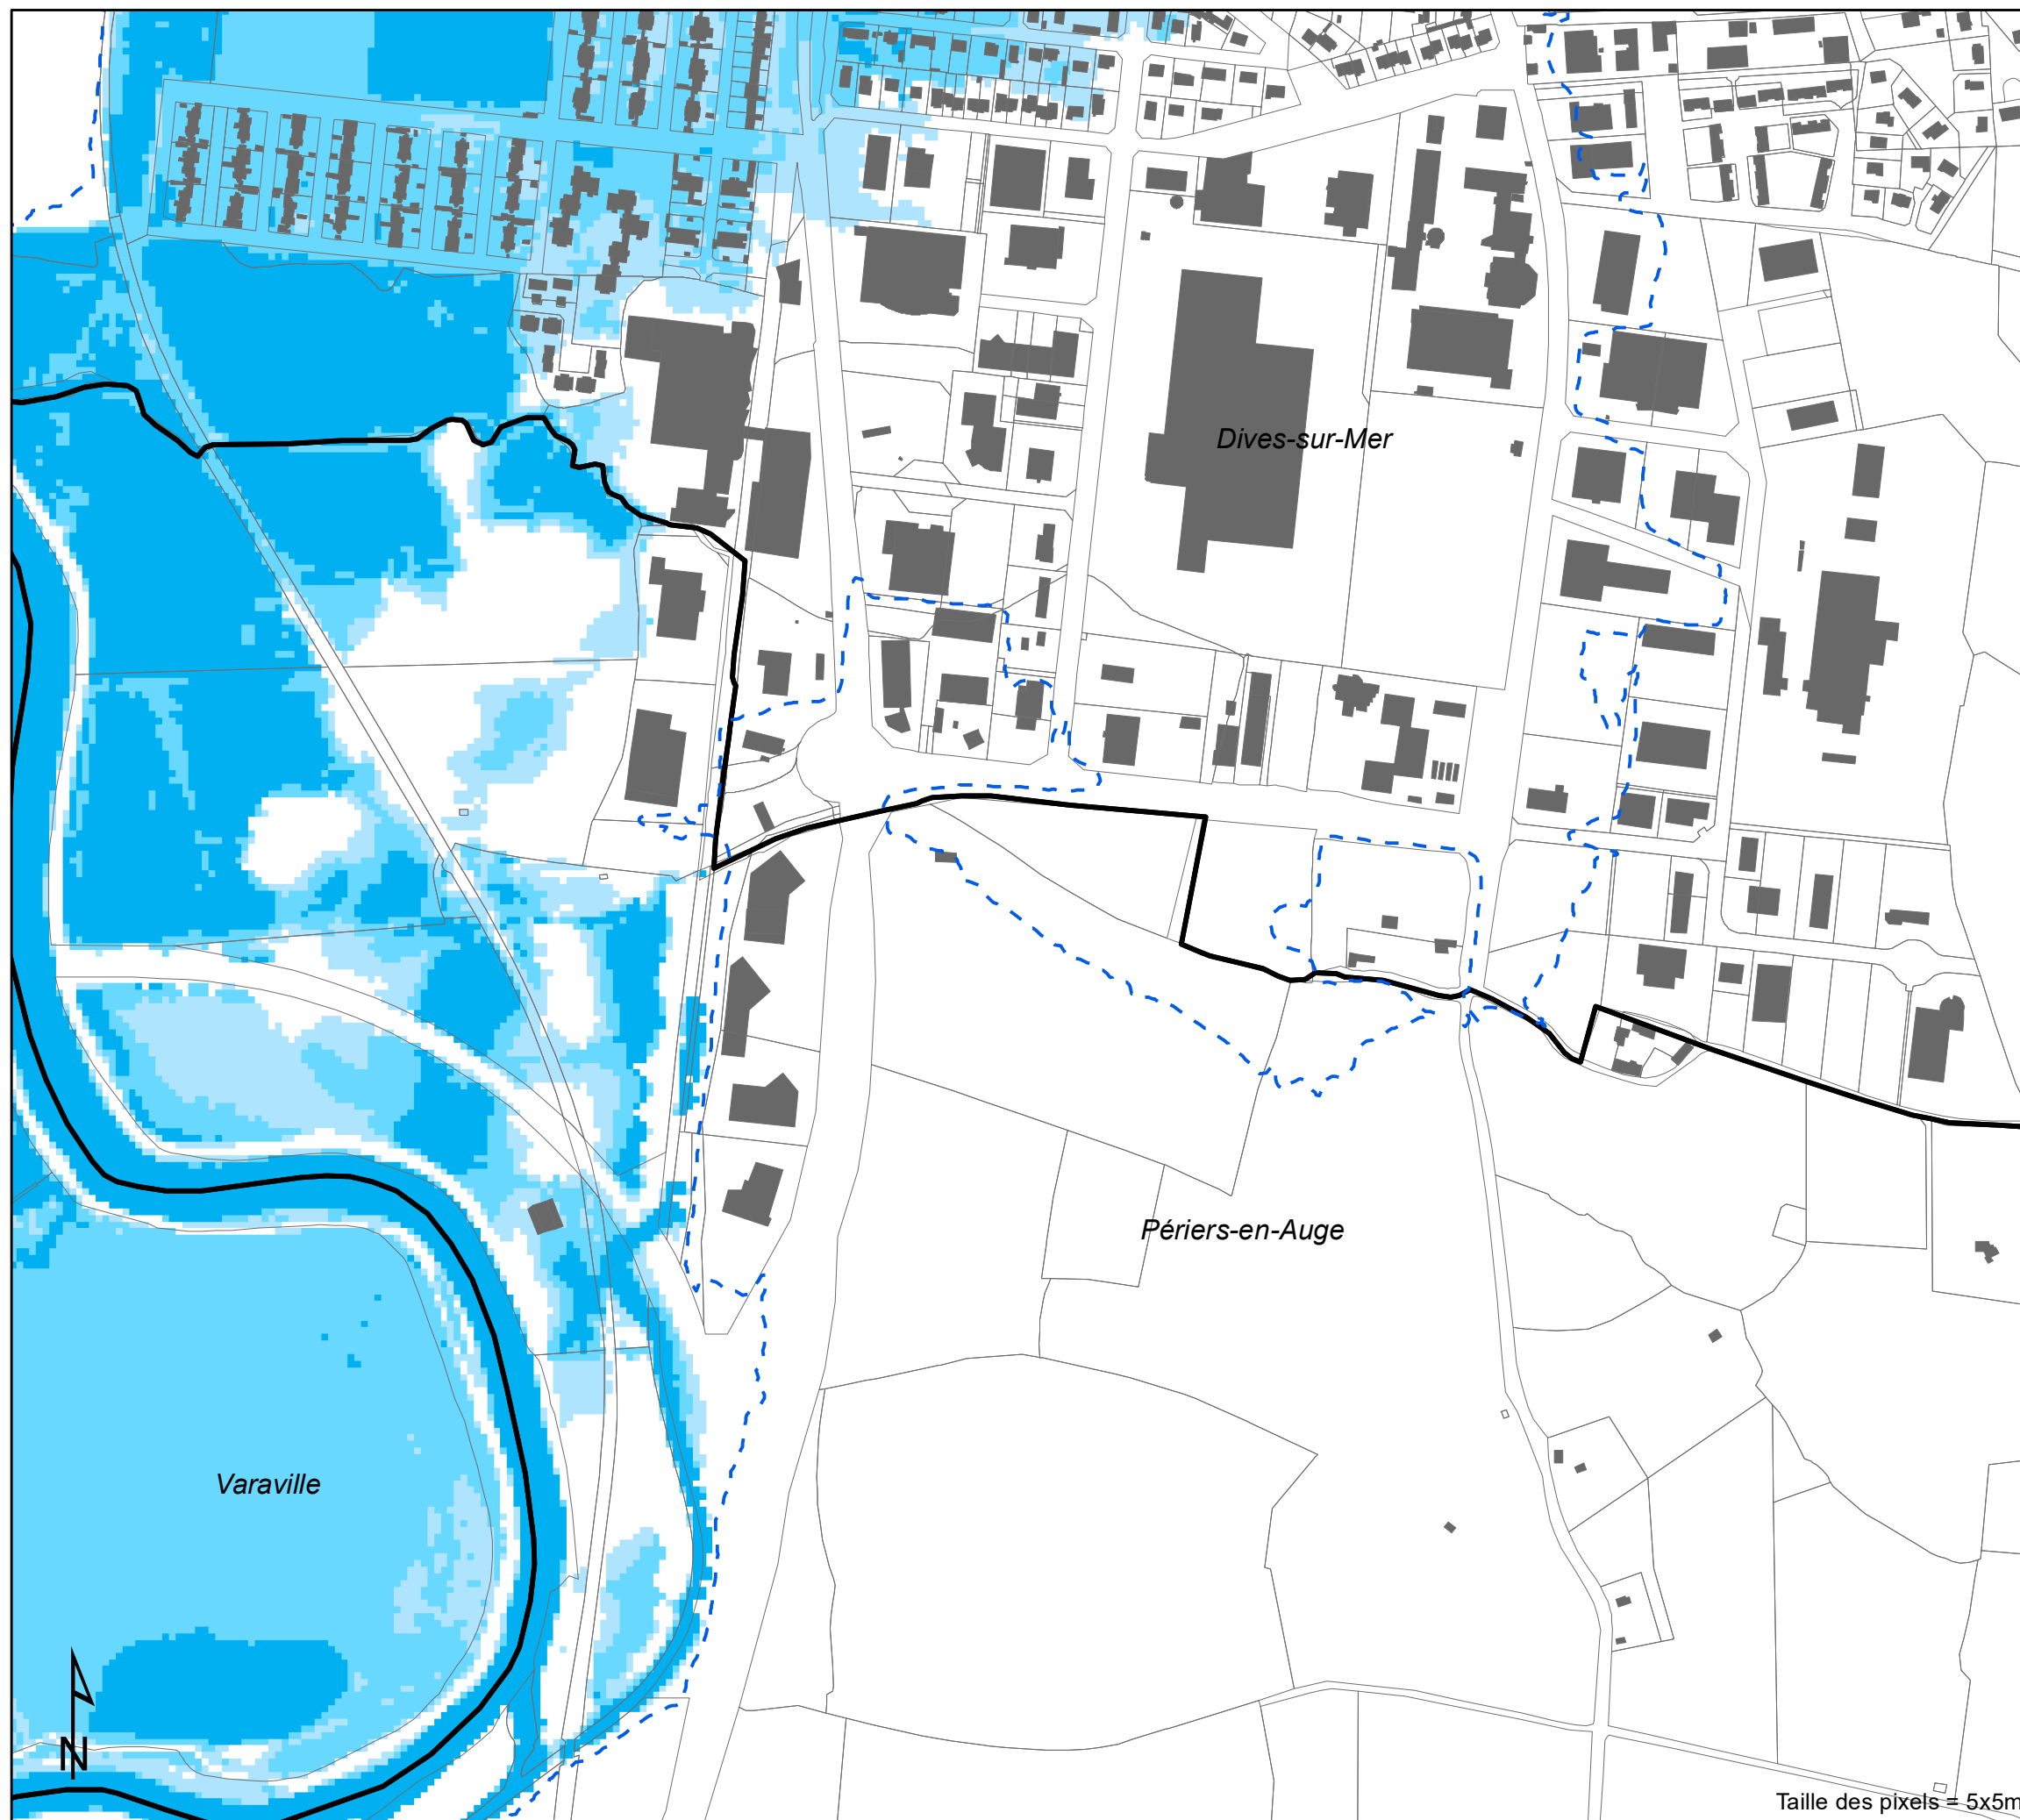 Dives-sur-Mer
Périers-en-Auge
Varaville
N
Taille des pixels = 5x5m